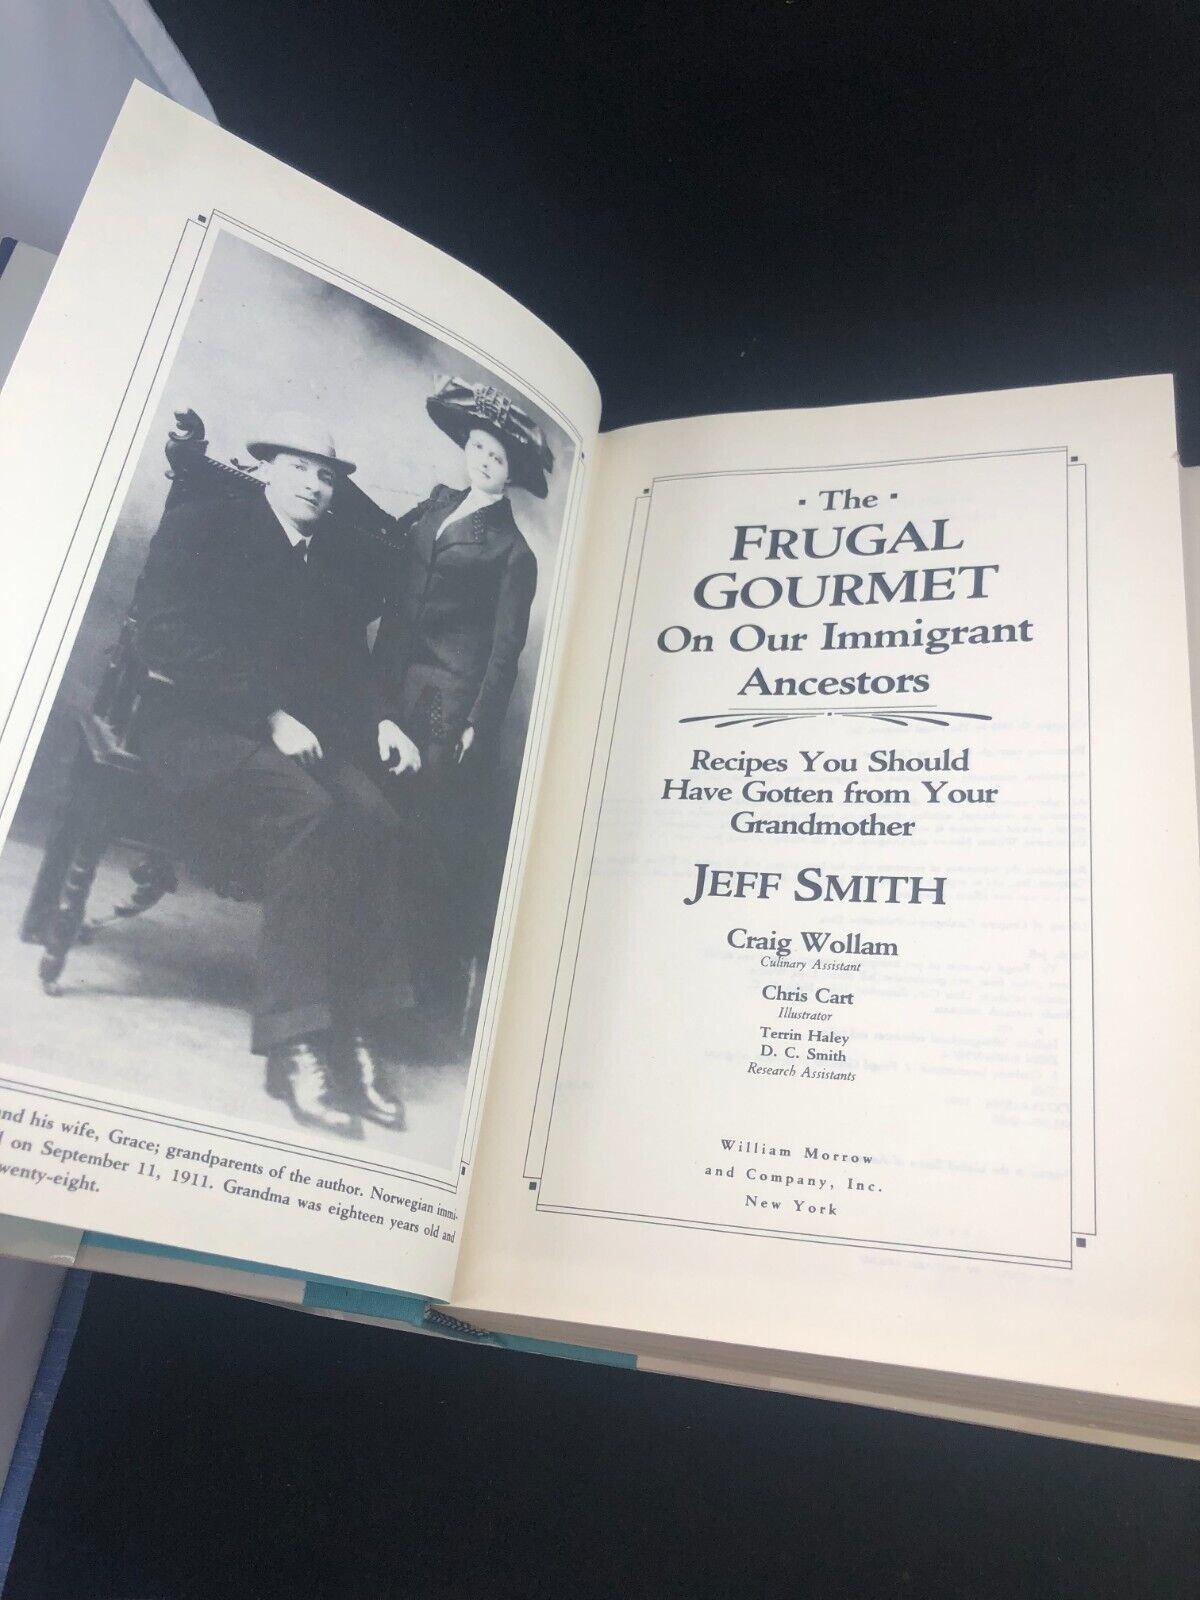 and his wife, Grace; grandparents of the author. Norwegian immi-
on September 11, 1911. Grandma was eighteen years old and
twenty-eight.
· The ·
FRUGAL
GOURMET
On Our Immigrant
Ancestors
Recipes You Should
Have Gotten from Your
Grandmother
JEFF SMITH
Craig Wollam
Culinary Assistant
Chris Cart
Illustrator
Terrin Haley
D. C. Smith
Research Assistants
William Morrow
and Company, Inc.
New York